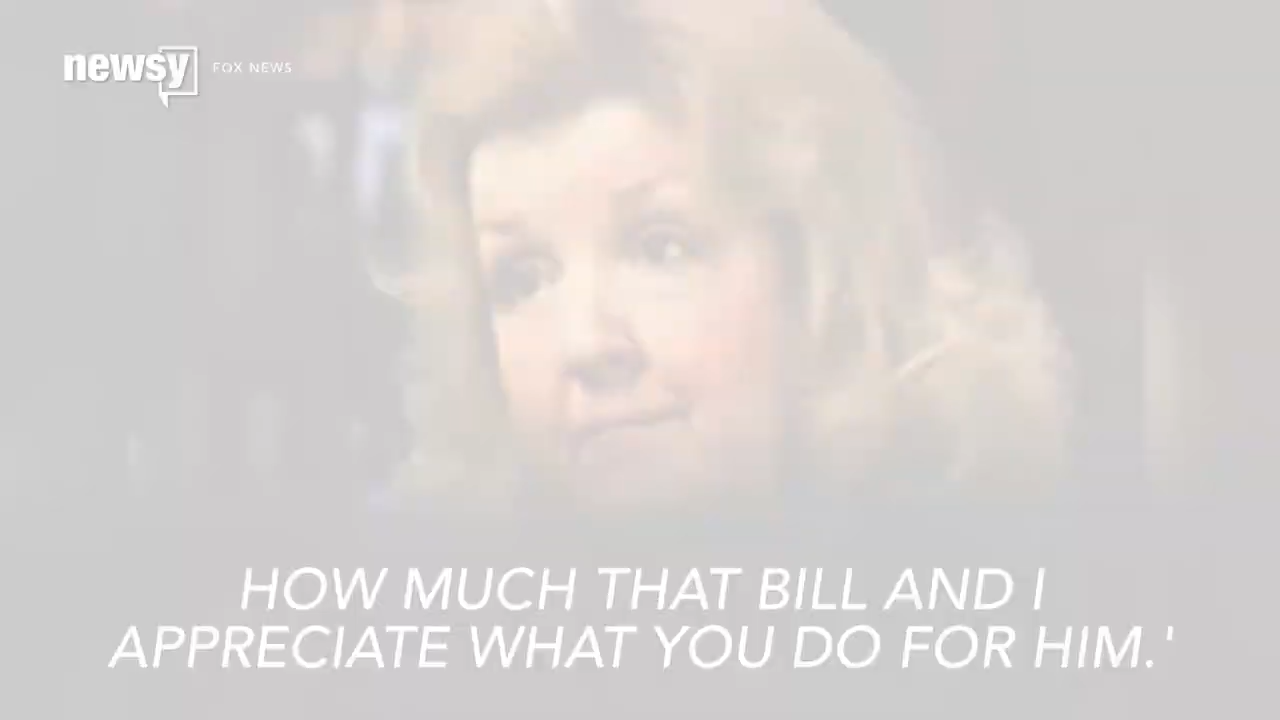 newsy FOX NEWS
HOW MUCH THAT BILL AND I
APPRECIATE WHAT YOU DO FOR HIM.'